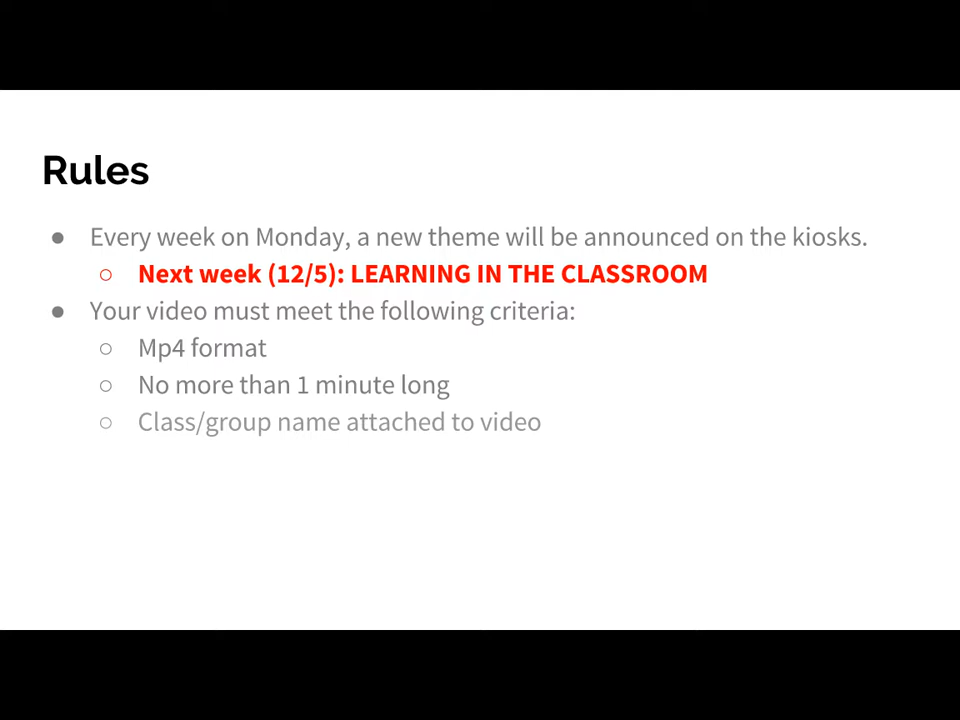 Rules
● Every week on Monday, a new theme will be announced on the kiosks.
○ Next week (12/5): LEARNING IN THE CLASSROOM
● Your video must meet the following criteria:
○ Mp4 format
○ No more than 1 minute long
○ Class/group name attached to video